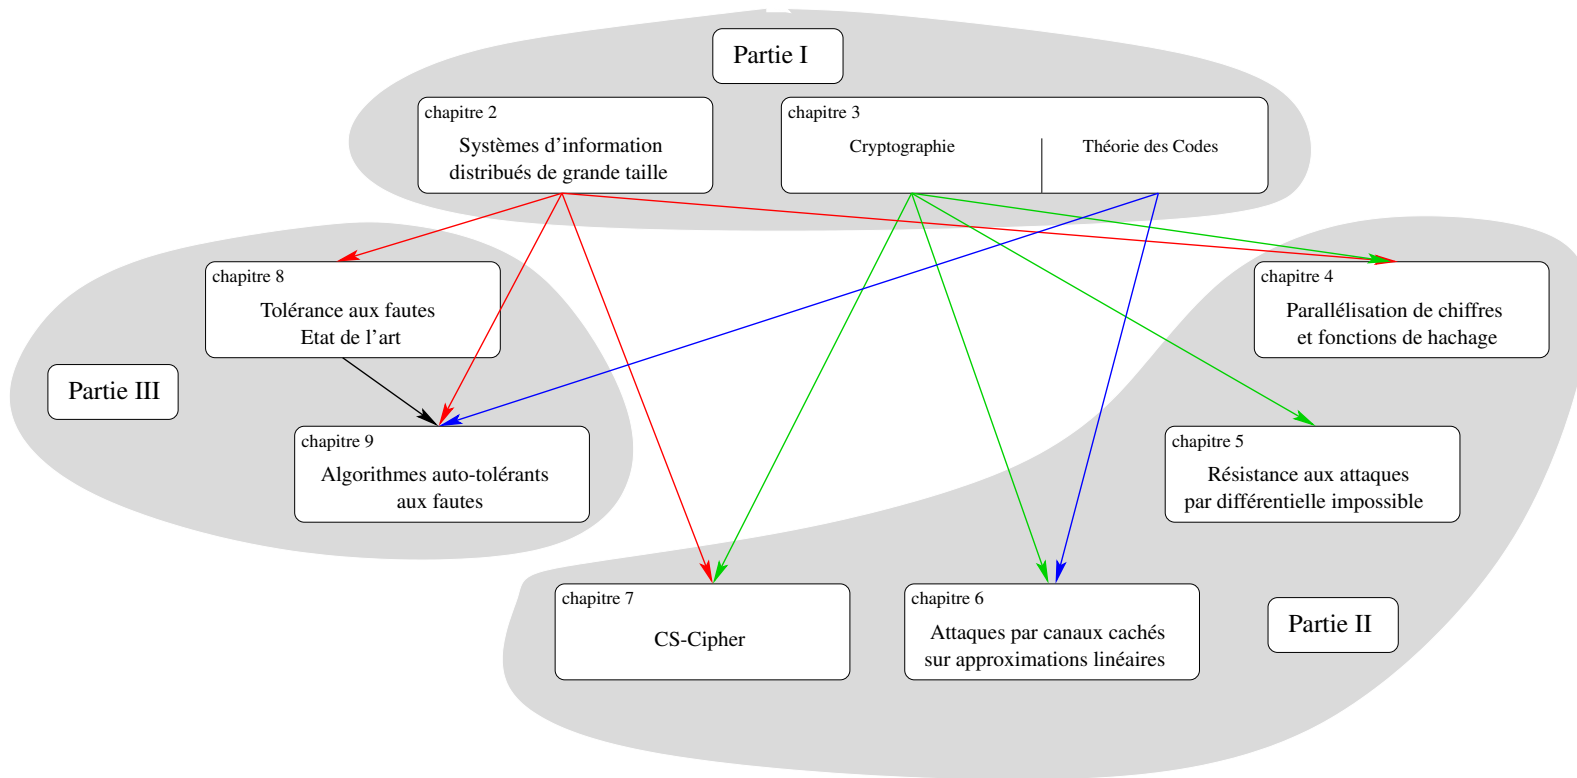 Partie I
chapitre 2
Systèmes d'information
distribués de grande taille
chapitre 3
Cryptographie
Théorie des Codes
chapitre 8
Tolérance aux fautes
Etat de l'art
chapitre 4
Parallélisation de chiffres
et fonctions de hachage
Partie III
chapitre 9
Algorithmes auto-tolérants
aux fautes
chapitre 5
Résistance aux attaques
par différentielle impossible
chapitre 7
CS-Cipher
chapitre 6
Attaques par canaux cachés
sur approximations linéaires
Partie II